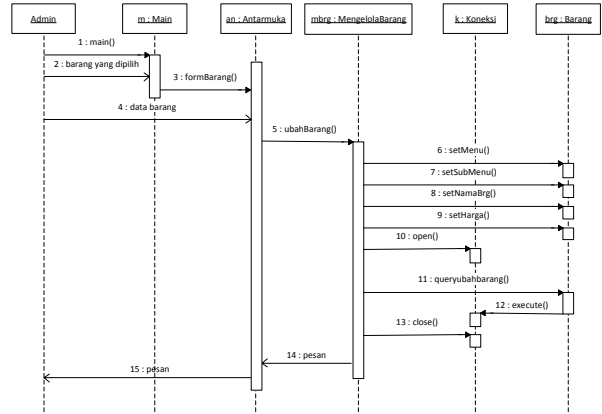 Admin
m : Main
an : Antarmuka
mbrg : MengelolaBarang
k : Koneksi
brg : Barang
1 : main()
2 : barang yang dipilih
3 : formBarang()
4 : data barang
5 : ubahBarang()
6 : setMenu()
7 : setSubMenu()
8 : setNamaBrg()
9 : setHarga()
10 : open()
11 : queryubahbarang()
12 : execute()
13 : close()
14 : pesan
15 : pesan